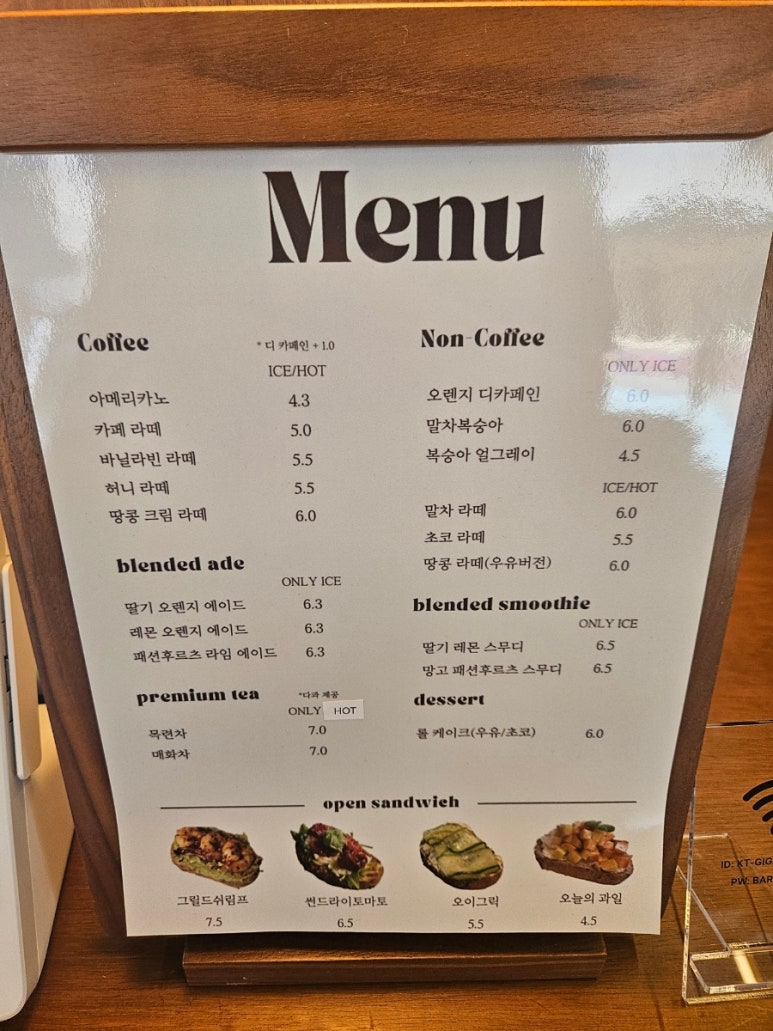 Menu
Coffee
* 디 카페인 + 1.0
ICE/HOT
아메리카노 4.3
카페 라떼 5.0
바닐라빈 라떼 5.5
허니 라떼 5.5
땅콩 크림 라떼 6.0
blended ade
ONLY ICE
딸기 오렌지 에이드 6.3
레몬 오렌지 에이드 6.3
패션후르츠 라임 에이드 6.3
premium tea
*다과 제공
ONLY HOT
목련차 7.0
매화차 7.0
Non-Coffee
ONLY ICE
오렌지 디카페인 6.0
말차복숭아 6.0
복숭아 얼그레이 4.5
ICE/HOT
말차 라떼 6.0
초코 라떼 5.5
땅콩 라떼(우유버전) 6.0
blended smoothie
ONLY ICE
딸기 레몬 스무디 6.5
망고 패션후르츠 스무디 6.5
dessert
롤 케이크(우유/초코) 6.0
open sandwich
그릴드쉬림프 썬드라이토마토 오이그릭 오늘의 과일
7.5 6.5 5.5 4.5
ID: KT-GIG
PW: BAR